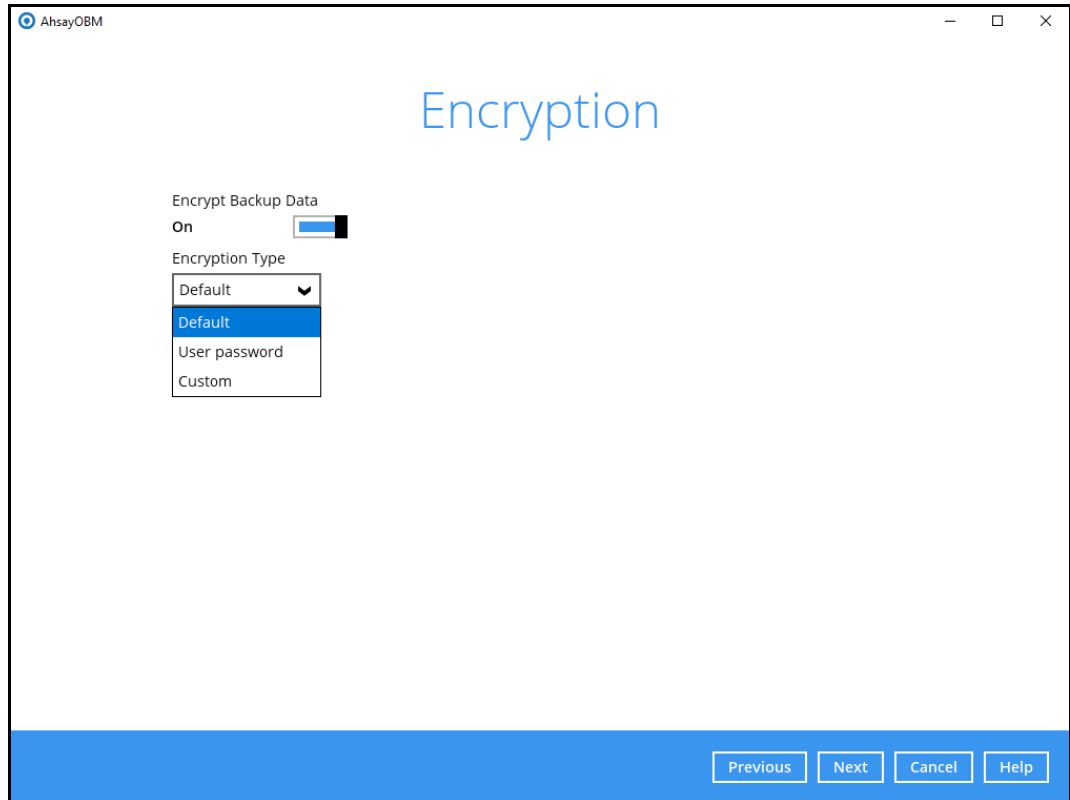 AhsayOBM
Encryption
Encrypt Backup Data
On
Encryption Type
Default
Default
User password
Custom
Previous Next Cancel Help